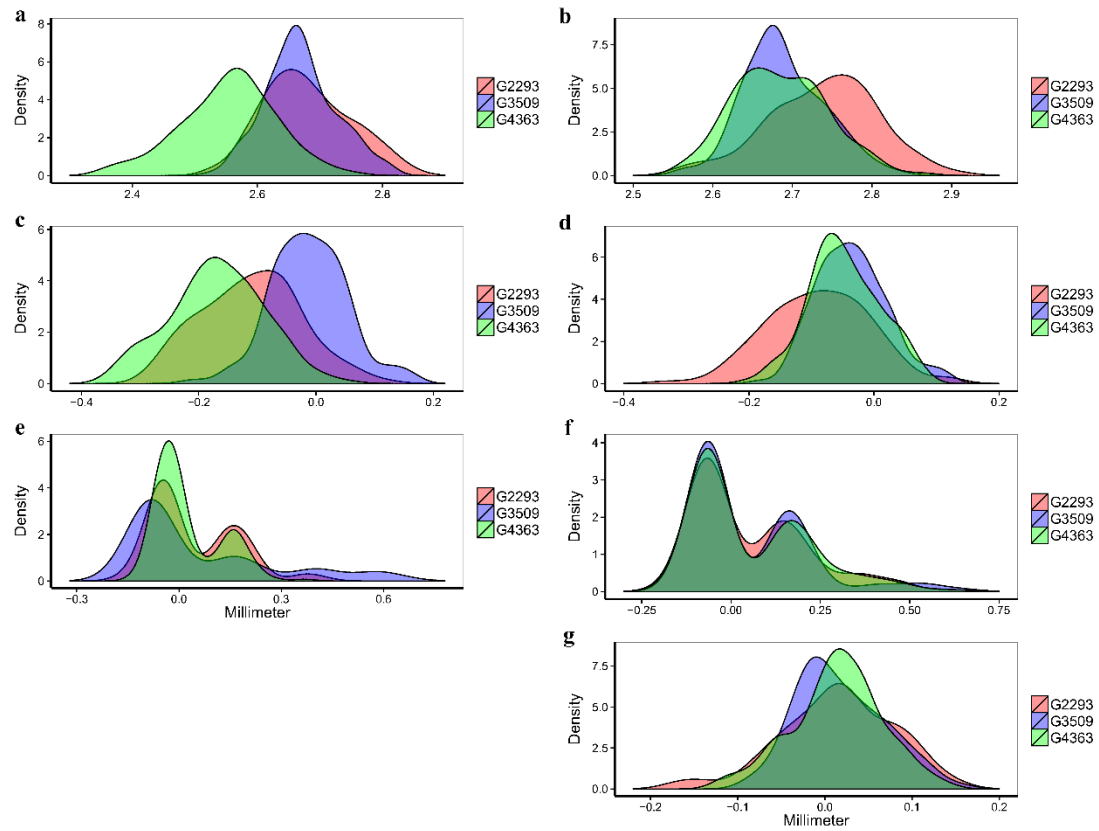 a
8
6
4
2
0
Density
2.4 2.6 2.8
G2293
G3509
G4363
b
7.5
5.0
2.5
0.0
Density
2.5 2.6 2.7 2.8 2.9
G2293
G3509
G4363
c
6
4
2
0
Density
−0.4 −0.2 0.0 0.2
G2293
G3509
G4363
d
6
4
2
0
Density
−0.4 −0.2 0.0 0.2
G2293
G3509
G4363
e
6
4
2
0
Density
−0.3 0.0 0.3 0.6
Millimeter
G2293
G3509
G4363
f
4
3
2
1
0
Density
−0.25 0.00 0.25 0.50 0.75
G2293
G3509
G4363
g
7.5
5.0
2.5
0.0
Density
−0.2 −0.1 0.0 0.1 0.2
Millimeter
G2293
G3509
G4363